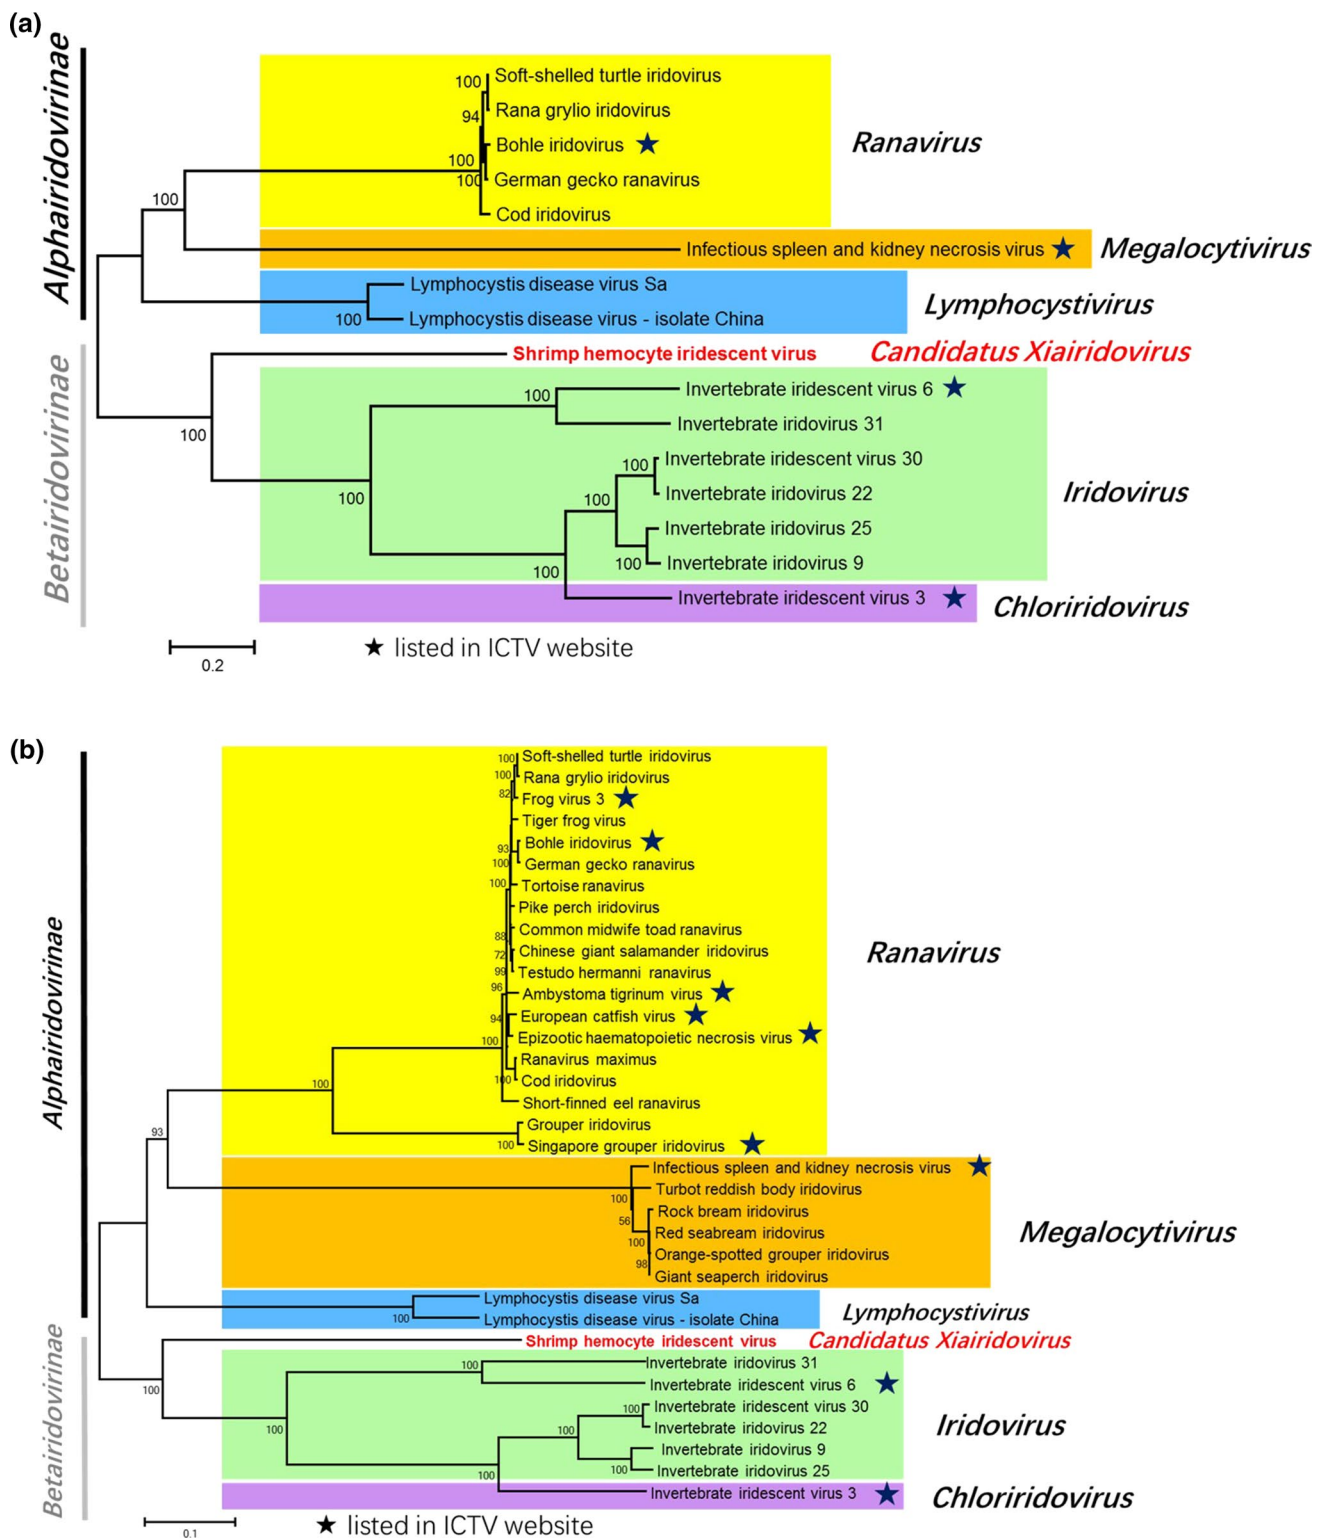 (a)
Alphairidovirinae
Betairidovirinae
100
Soft-shelled turtle iridovirus
94
Rana grylio iridovirus
Bohle iridovirus ★
100
100
German gecko ranavirus
Cod iridovirus
Ranavirus
100
Infectious spleen and kidney necrosis virus ★
Megalocytivirus
Lymphocystis disease virus Sa
100
Lymphocystis disease virus - isolate China
Lymphocystivirus
Shrimp hemocyte iridescent virus
Candidatus Xiairidovirus
100
100
100
Invertebrate iridescent virus 6 ★
Invertebrate iridovirus 31
100
Invertebrate iridescent virus 30
100
Invertebrate iridovirus 22
Invertebrate iridovirus 25
100
Invertebrate iridovirus 9
Iridovirus
100
Invertebrate iridescent virus 3 ★
Chloriridovirus
0.2
★ listed in ICTV website
(b)
Alphairidovirinae
Betairidovirinae
100
Soft-shelled turtle iridovirus
100
Rana grylio iridovirus
82
Frog virus 3 ★
Tiger frog virus
Bohle iridovirus ★
93
100
German gecko ranavirus
100
Tortoise ranavirus
Pike perch iridovirus
Common midwife toad ranavirus
88
Chinese giant salamander iridovirus
72
99
Testudo hermanni ranavirus
96
Ambystoma tigrinum virus ★
94
European catfish virus ★
100
Epizootic haematopoietic necrosis virus ★
Ranavirus maximus
100
Cod iridovirus
Short-finned eel ranavirus
100
Grouper iridovirus
100
Singapore grouper iridovirus ★
Ranavirus
93
Infectious spleen and kidney necrosis virus ★
Turbot reddish body iridovirus
100
Rock bream iridovirus
56
Red seabream iridovirus
100
Orange-spotted grouper iridovirus
98
Giant seaperch iridovirus
Megalocytivirus
Lymphocystis disease virus Sa
100
Lymphocystis disease virus - isolate China
Lymphocystivirus
Shrimp hemocyte iridescent virus
Candidatus Xiairidovirus
100
100
100
Invertebrate iridovirus 31
Invertebrate iridescent virus 6 ★
100
Invertebrate iridescent virus 30
100
Invertebrate iridovirus 22
Invertebrate iridovirus 9
100
Invertebrate iridovirus 25
Iridovirus
100
Invertebrate iridescent virus 3 ★
Chloriridovirus
0.1
★ listed in ICTV website